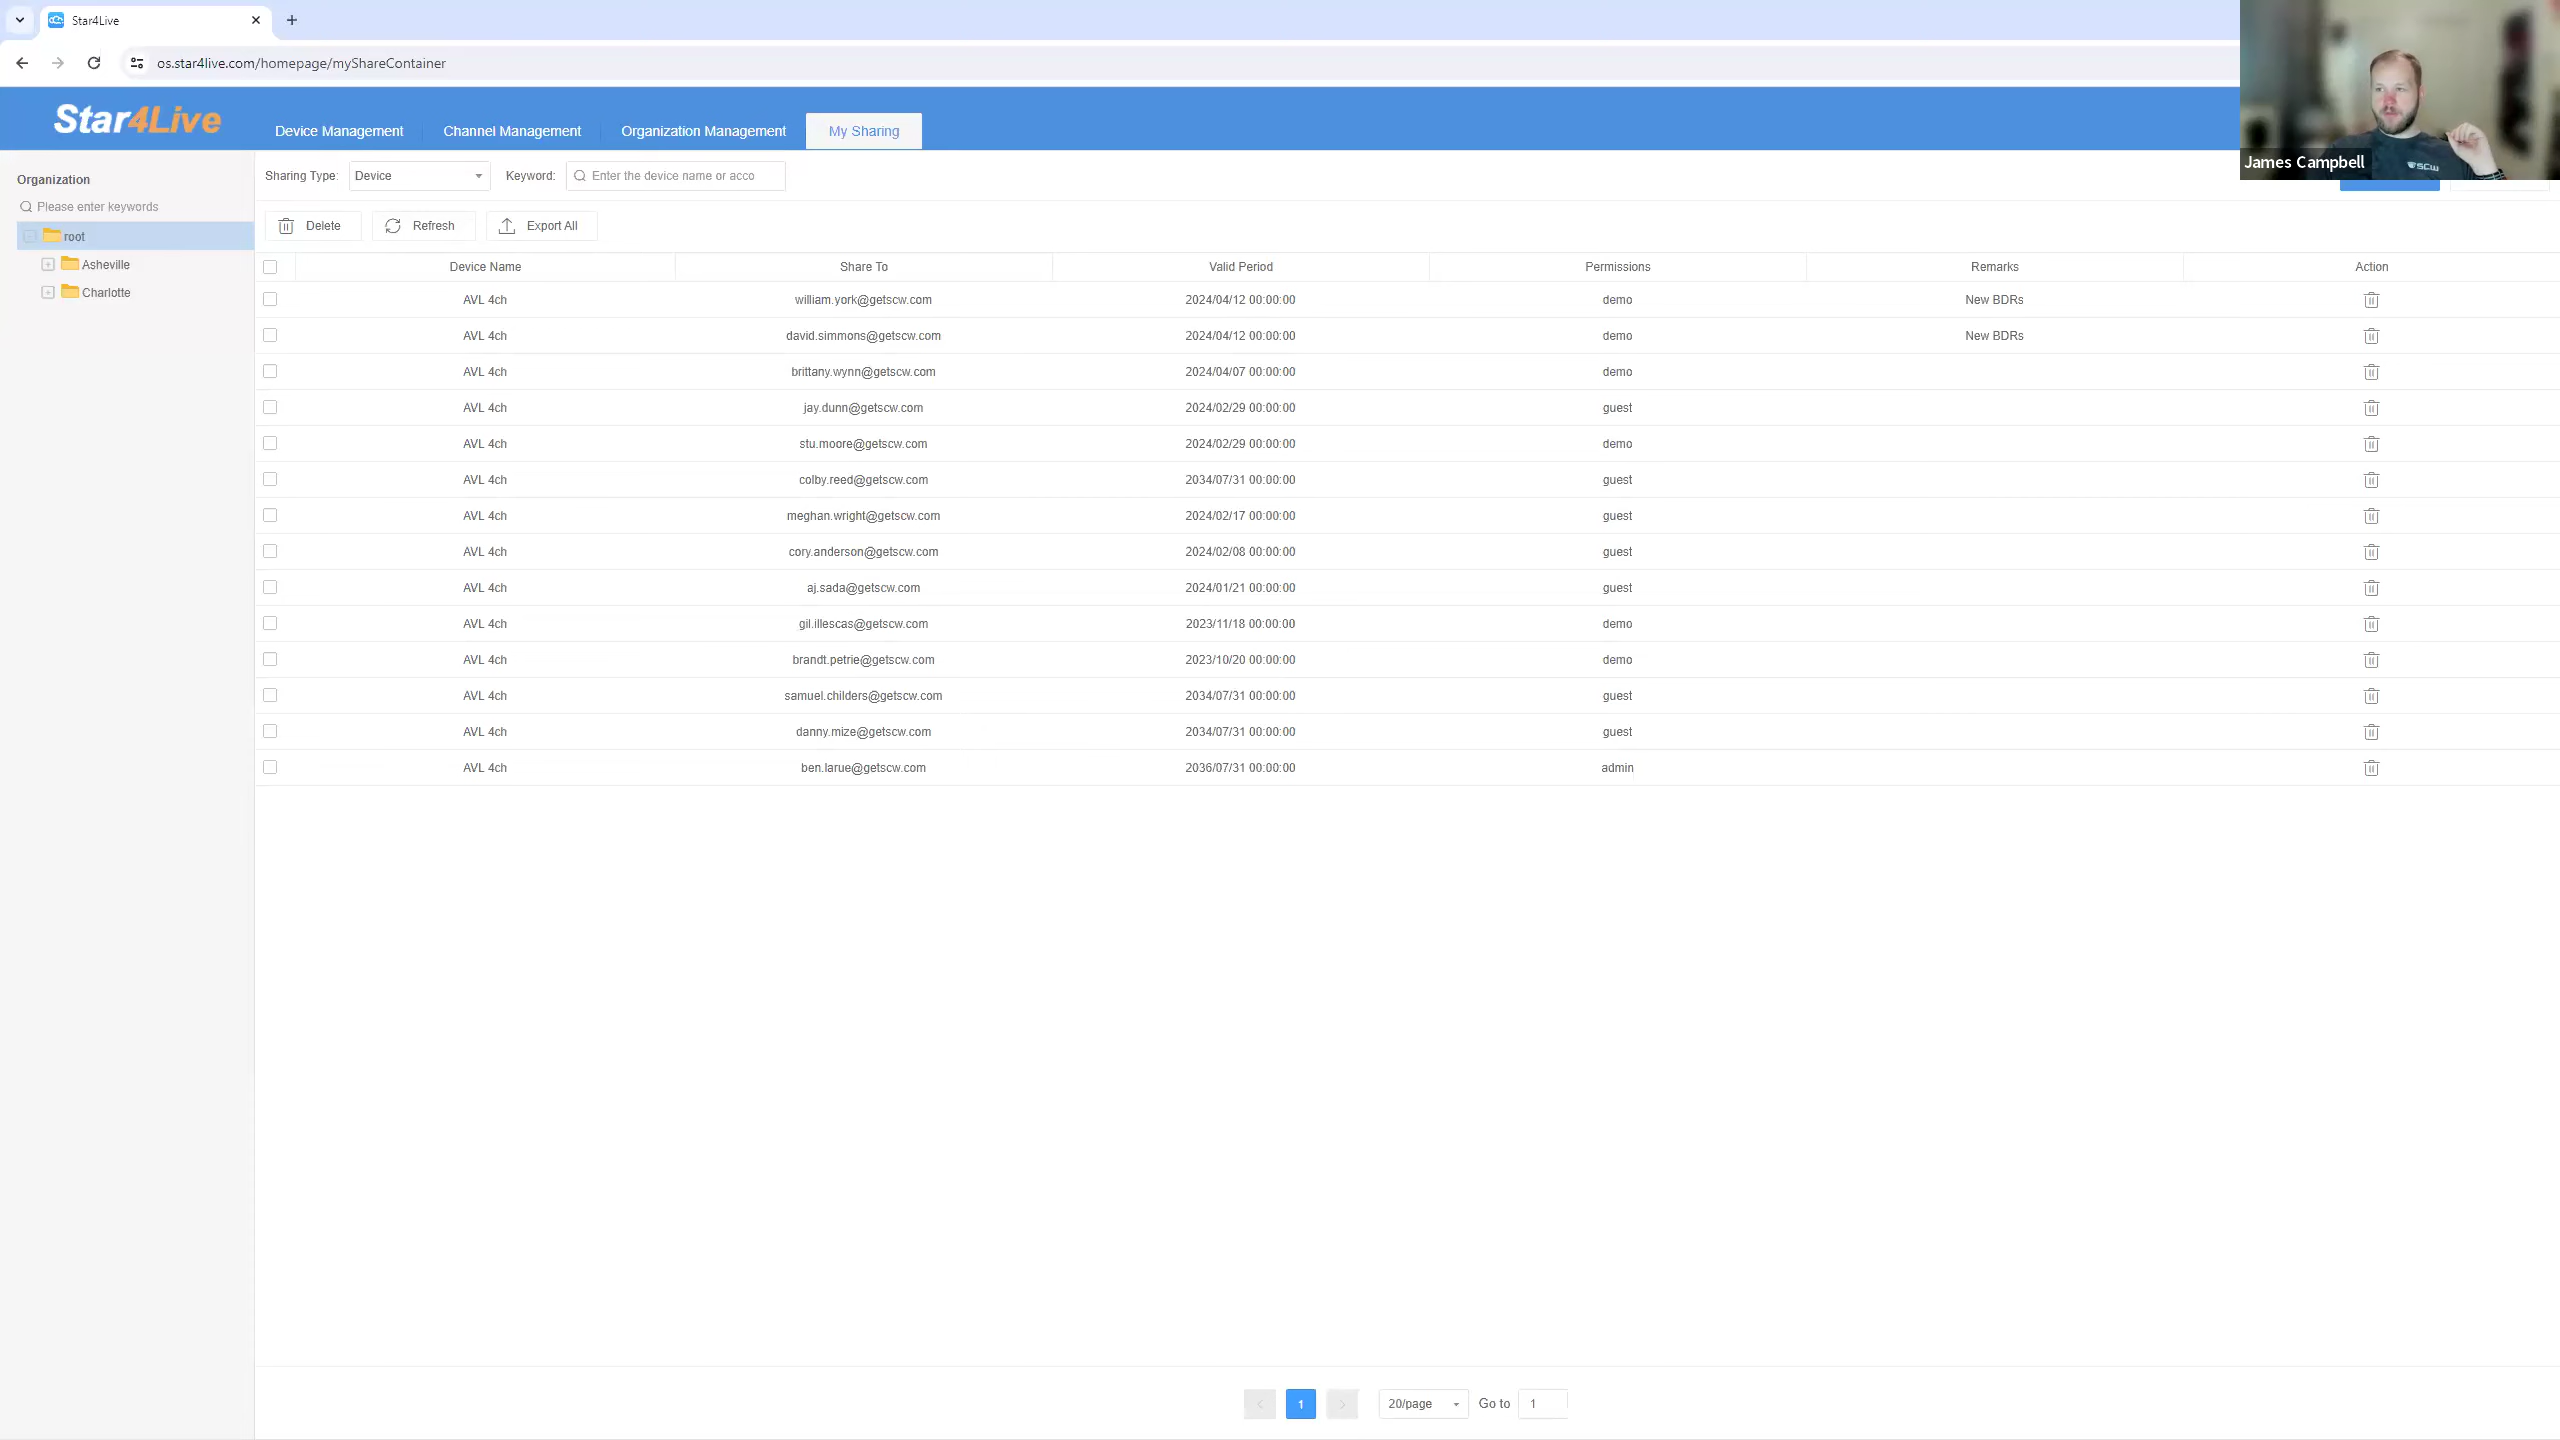 Star4Live
os.star4live.com/homepage/myShareContainer
Star4Live
Device Management
Channel Management
Organization Management
My Sharing
SCW
James Campbell
Organization
Please enter keywords
root
Asheville
Charlotte
Sharing Type: Device Keyword: Enter the device name or acco
Delete Refresh Export All
Device Name Share To Valid Period Permissions Remarks Action
AVL 4ch william.york@getscw.com 2024/04/12 00:00:00 demo New BDRs
AVL 4ch david.simmons@getscw.com 2024/04/12 00:00:00 demo New BDRs
AVL 4ch brittany.wynn@getscw.com 2024/04/07 00:00:00 demo
AVL 4ch jay.dunn@getscw.com 2024/02/29 00:00:00 guest
AVL 4ch stu.moore@getscw.com 2024/02/29 00:00:00 demo
AVL 4ch colby.reed@getscw.com 2034/07/31 00:00:00 guest
AVL 4ch meghan.wright@getscw.com 2024/02/17 00:00:00 guest
AVL 4ch cory.anderson@getscw.com 2024/02/08 00:00:00 guest
AVL 4ch aj.sada@getscw.com 2024/01/21 00:00:00 guest
AVL 4ch gil.illescas@getscw.com 2023/11/18 00:00:00 demo
AVL 4ch brandt.petrie@getscw.com 2023/10/20 00:00:00 demo
AVL 4ch samuel.childers@getscw.com 2034/07/31 00:00:00 guest
AVL 4ch danny.mize@getscw.com 2034/07/31 00:00:00 guest
AVL 4ch ben.larue@getscw.com 2036/07/31 00:00:00 admin
1 20/page Go to 1